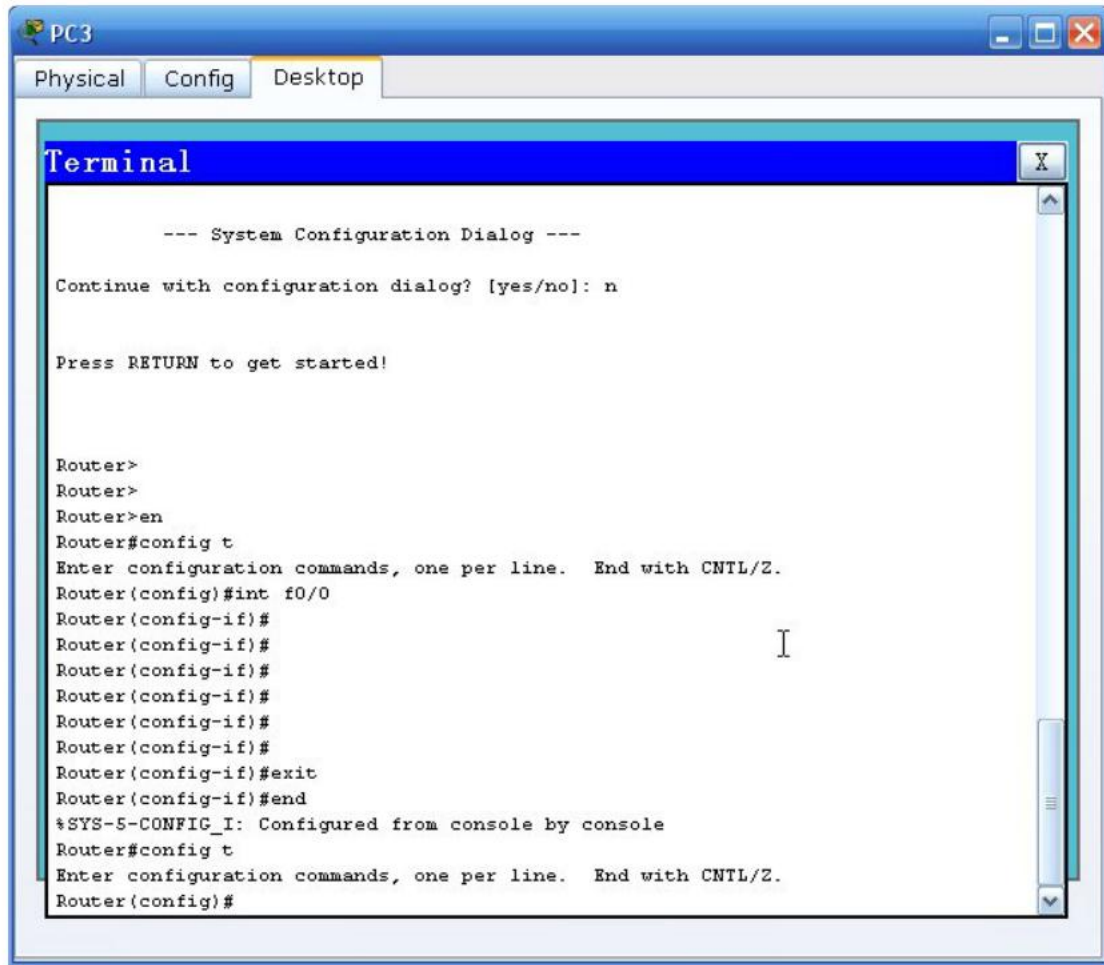 PC3
Physical Config Desktop
Terminal
X
--- System Configuration Dialog ---
Continue with configuration dialog? [yes/no]: n
Press RETURN to get started!
Router>
Router>
Router>en
Router#config t
Enter configuration commands, one per line.  End with CNTL/Z.
Router(config)#int f0/0
Router(config-if)#
Router(config-if)#
Router(config-if)#
Router(config-if)#
Router(config-if)#
Router(config-if)#
Router(config-if)#exit
Router(config-if)#end
%SYS-5-CONFIG_I: Configured from console by console
Router#config t
Enter configuration commands, one per line.  End with CNTL/Z.
Router(config)#